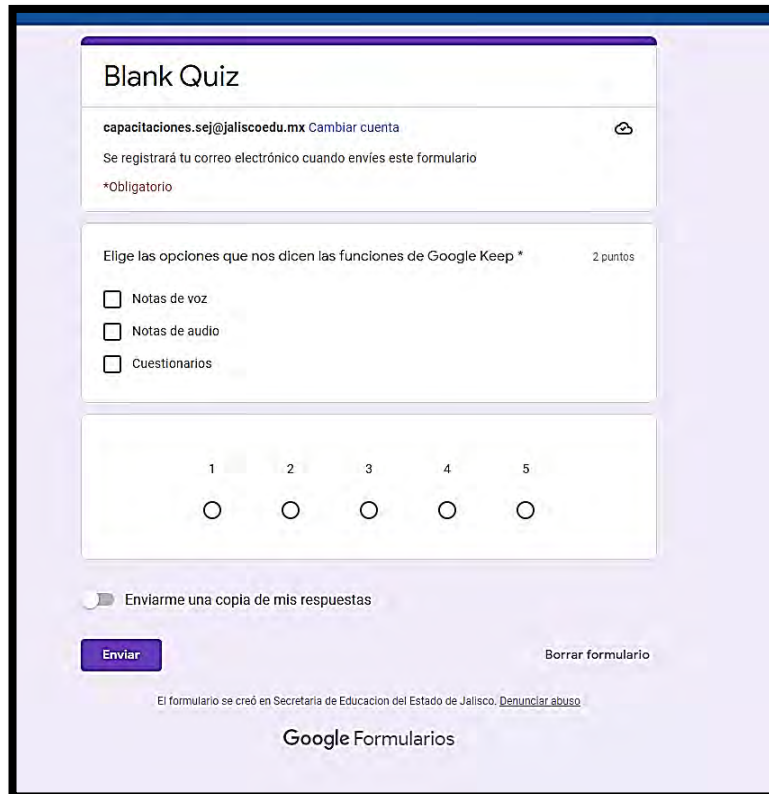 Blank Quiz
capacitaciones.sej@jaliscoedu.mx Cambiar cuenta
Se registrará tu correo electrónico cuando envíes este formulario
*Obligatorio
Elige las opciones que nos dicen las funciones de Google Keep * 2 puntos
Notas de voz
Notas de audio
Cuestionarios
1 2 3 4 5
Enviarme una copia de mis respuestas
Enviar Borrar formulario
El formulario se creó en Secretaria de Educacion del Estado de Jalisco. Denunciar abuso
Google Formularios